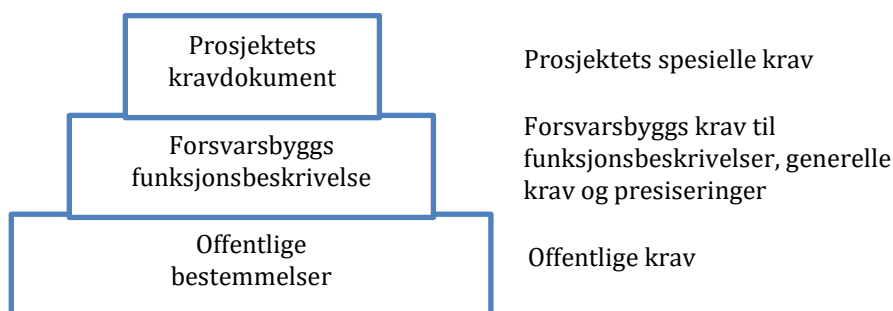 Prosjektets
kravdokument
Prosjektets spesielle krav
Forsvarsbyggs
funksjonsbeskrivelse
Forsvarsbyggs krav til
funksjonsbeskrivelser, generelle
krav og presiseringer
Offentlige
bestemmelser
Offentlige krav